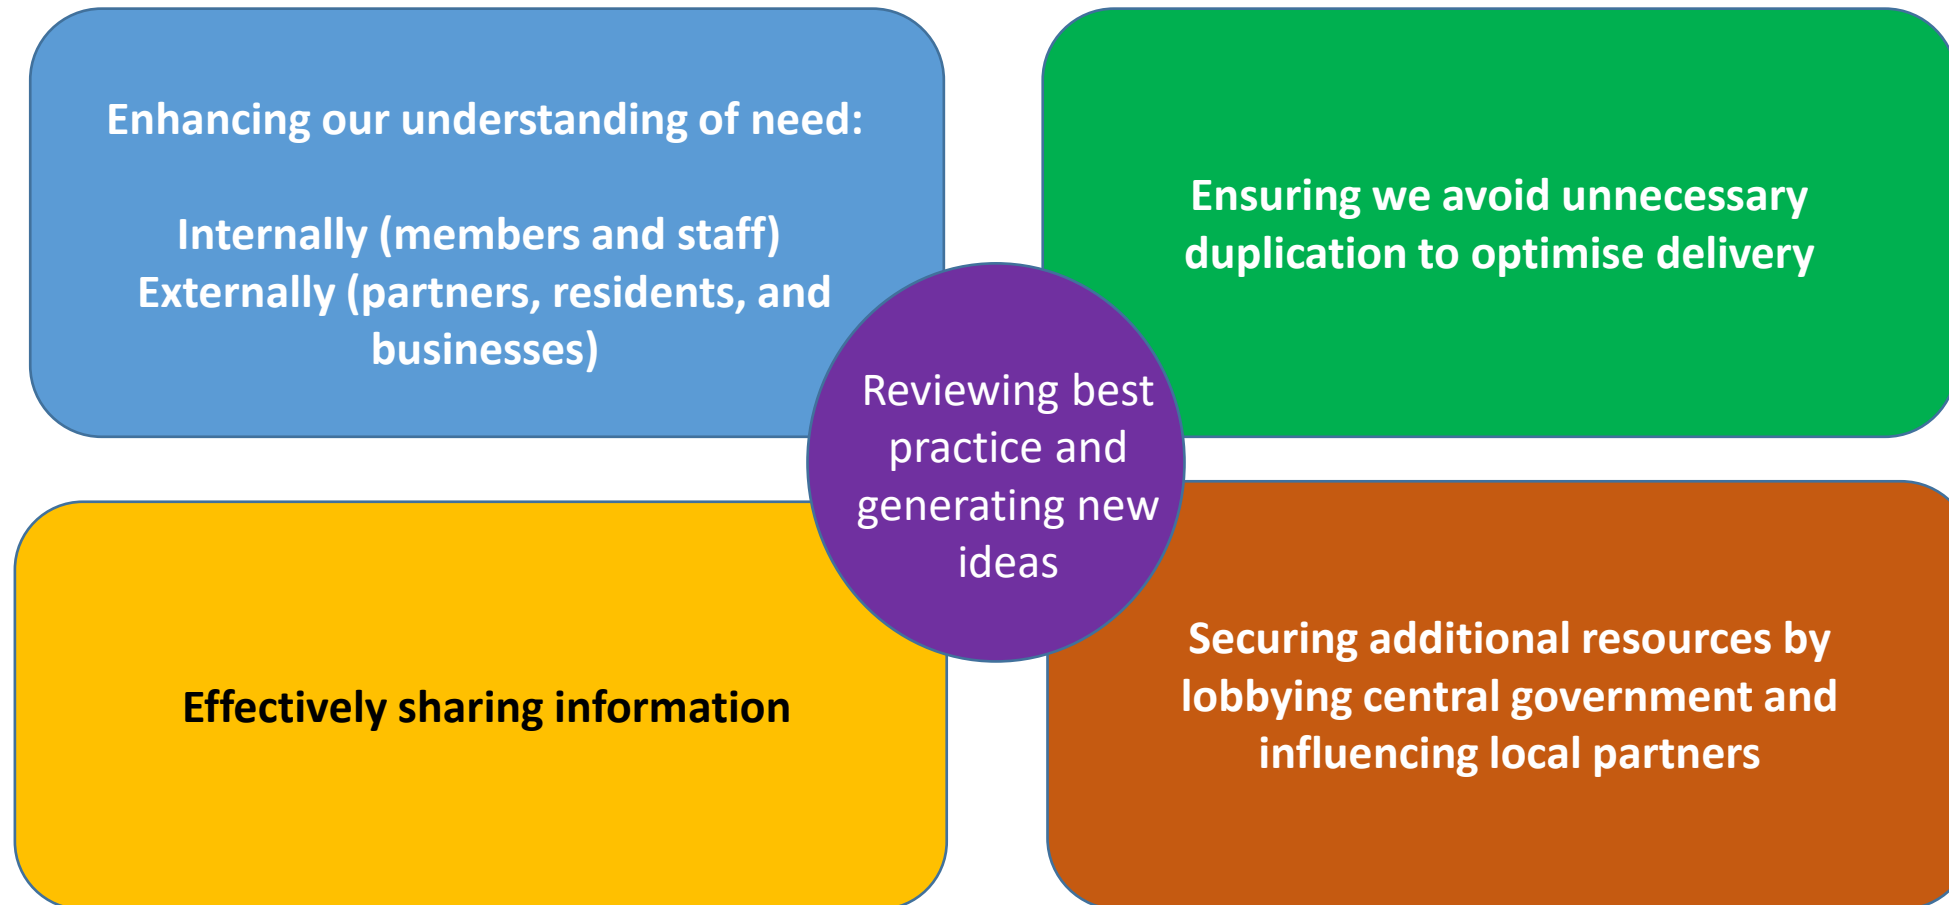 Enhancing our understanding of need:
Internally (members and staff)
Externally (partners, residents, and
businesses)
Ensuring we avoid unnecessary
duplication to optimise delivery
Reviewing best
practice and
generating new
ideas
Effectively sharing information
Securing additional resources by
lobbying central government and
influencing local partners